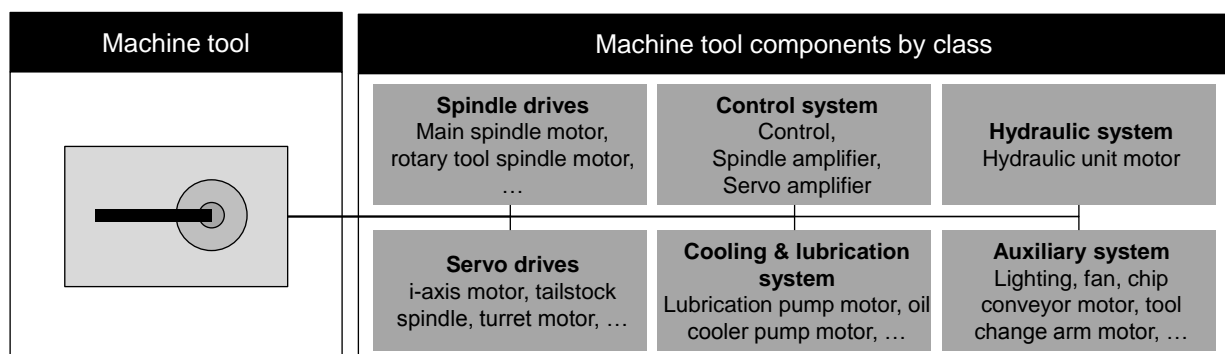 Machine tool
Machine tool components by class
Spindle drives
Main spindle motor,
rotary tool spindle motor,
…
Control system
Control,
Spindle amplifier,
Servo amplifier
Hydraulic system
Hydraulic unit motor
Servo drives
i-axis motor, tailstock
spindle, turret motor, …
Cooling & lubrication
system
Lubrication pump motor, oil
cooler pump motor, …
Auxiliary system
Lighting, fan, chip
conveyor motor, tool
change arm motor, …